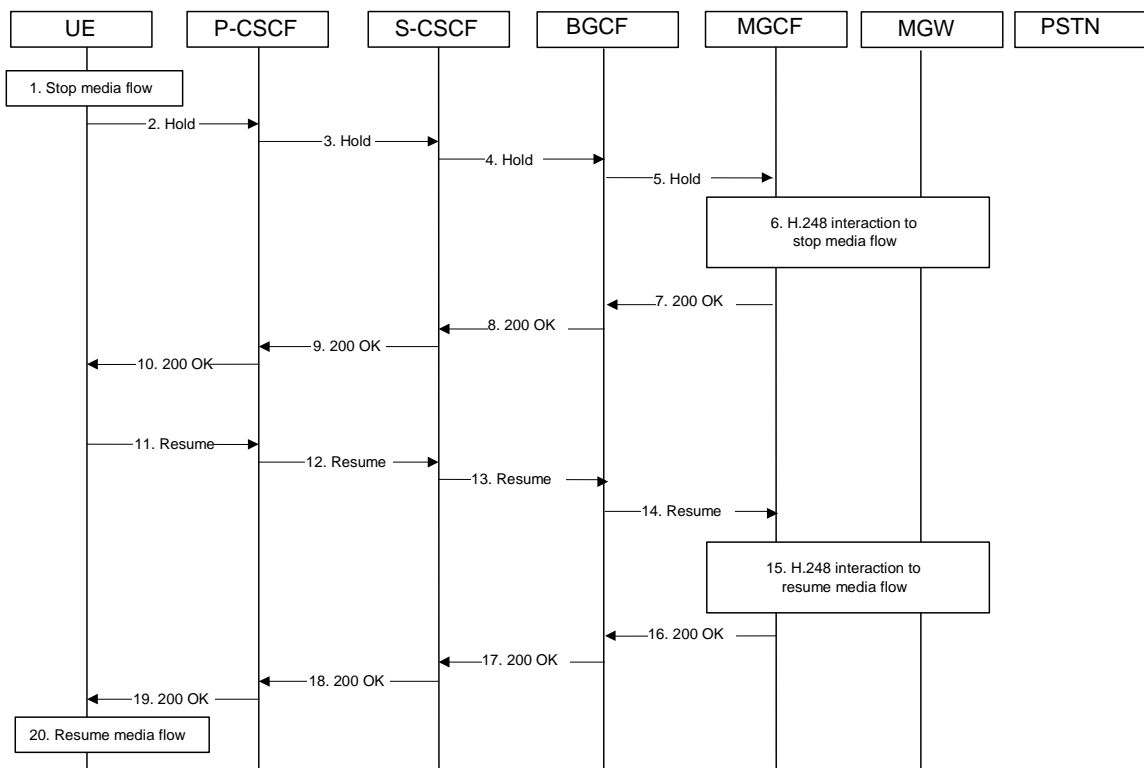 UE
P-CSCF
S-CSCF
BGCF
MGCF
MGW
PSTN
1. Stop media flow
2. Hold
3. Hold
4. Hold
5. Hold
6. H.248 interaction to
stop media flow
7. 200 OK
8. 200 OK
9. 200 OK
10. 200 OK
11. Resume
12. Resume
13. Resume
14. Resume
15. H.248 interaction to
resume media flow
16. 200 OK
17. 200 OK
18. 200 OK
19. 200 OK
20. Resume media flow